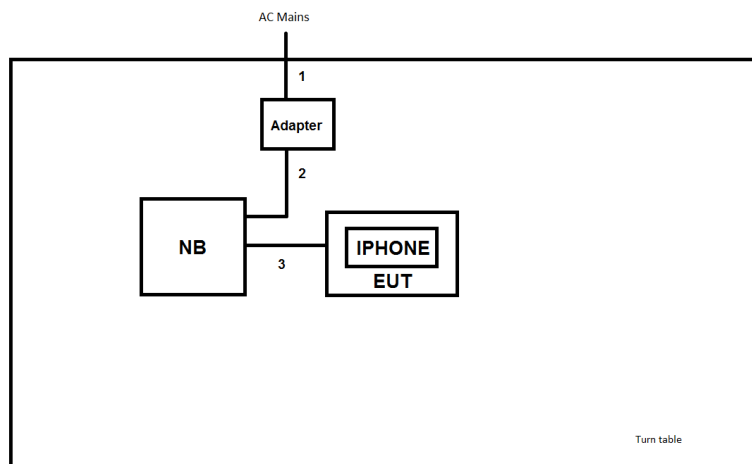 AC Mains
1
Adapter
2
NB
IPHONE
3
EUT
Turn table